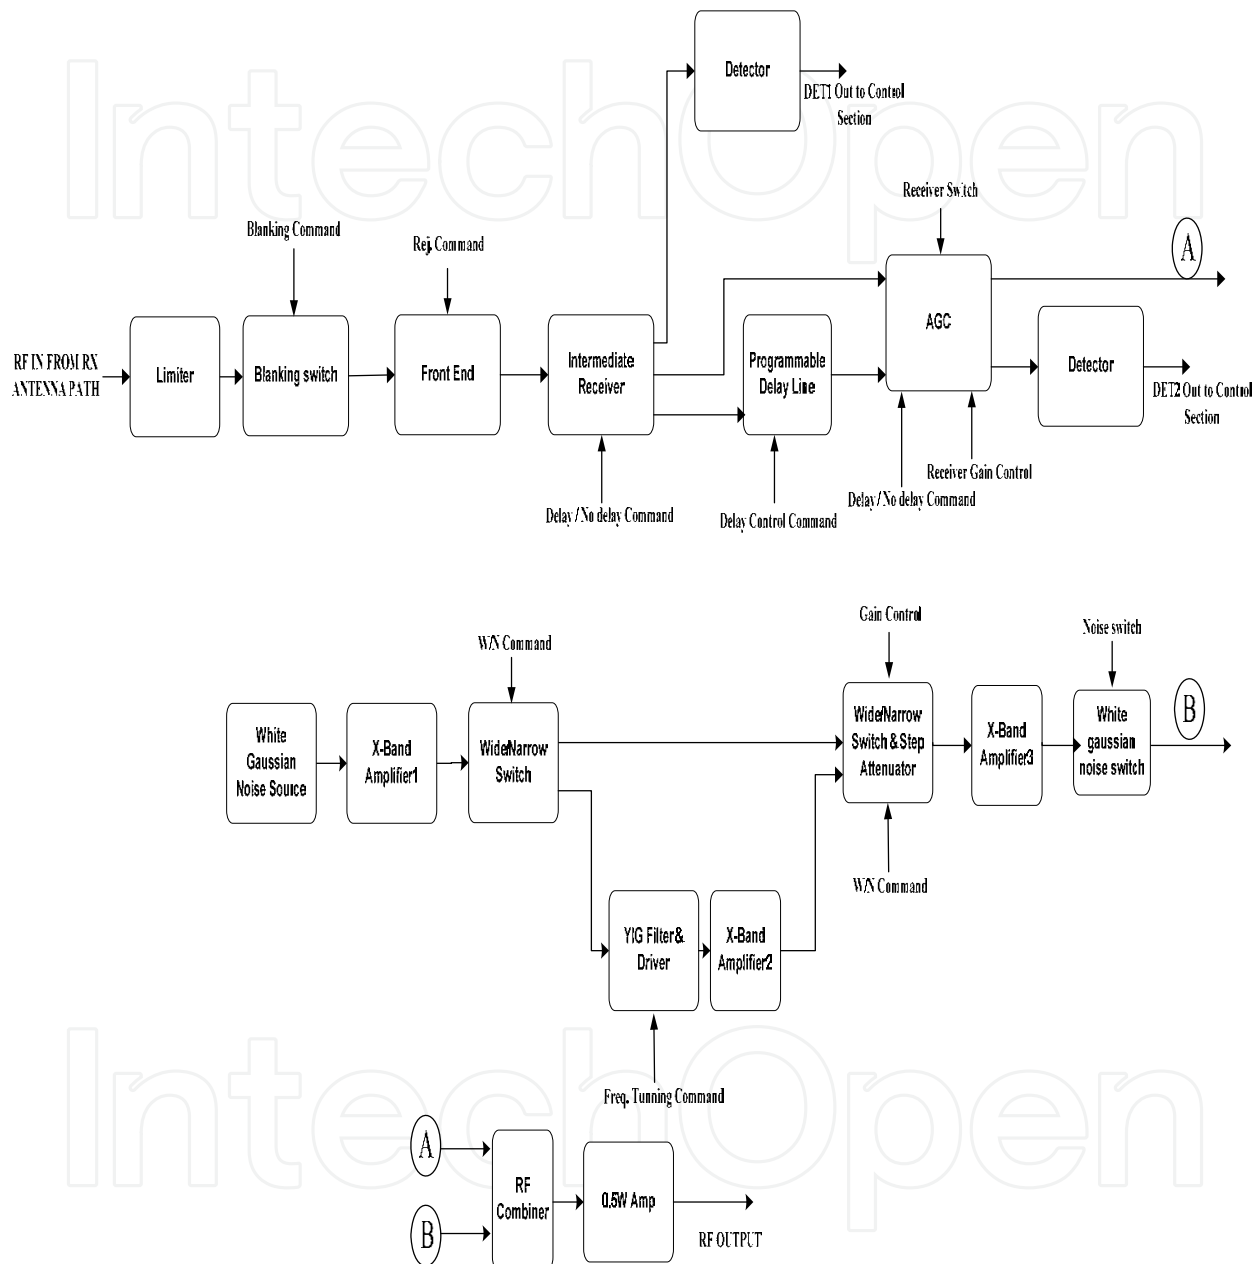 IntechOpen
Detector
DET1 Out to Control
Section
Receiver Switch
Blanking Command
Rej. Command
A
RF IN FROM RX
ANTENNA PATH
Limiter
Blanking switch
Front End
Intermediate
Receiver
Programmable
Delay Line
AGC
Detector
DET2 Out to Control
Section
Receiver Gain Control
Delay / No delay Command
Delay Control Command
Delay / No delay Command
Gain Control
Noise switch
W/N Command
White
Gaussian
Noise Source
X-Band
Amplifier1
Wide/Narrow
Switch
Wide/Narrow
Switch & Step
Attenuator
X-Band
Amplifier3
White
gaussian
noise switch
B
W/N Command
YIG Filter &
Driver
X-Band
Amplifier2
Freq. Tunning Command
IntechOpen
A
B
RF
Combiner
0.5W Amp
RF OUTPUT